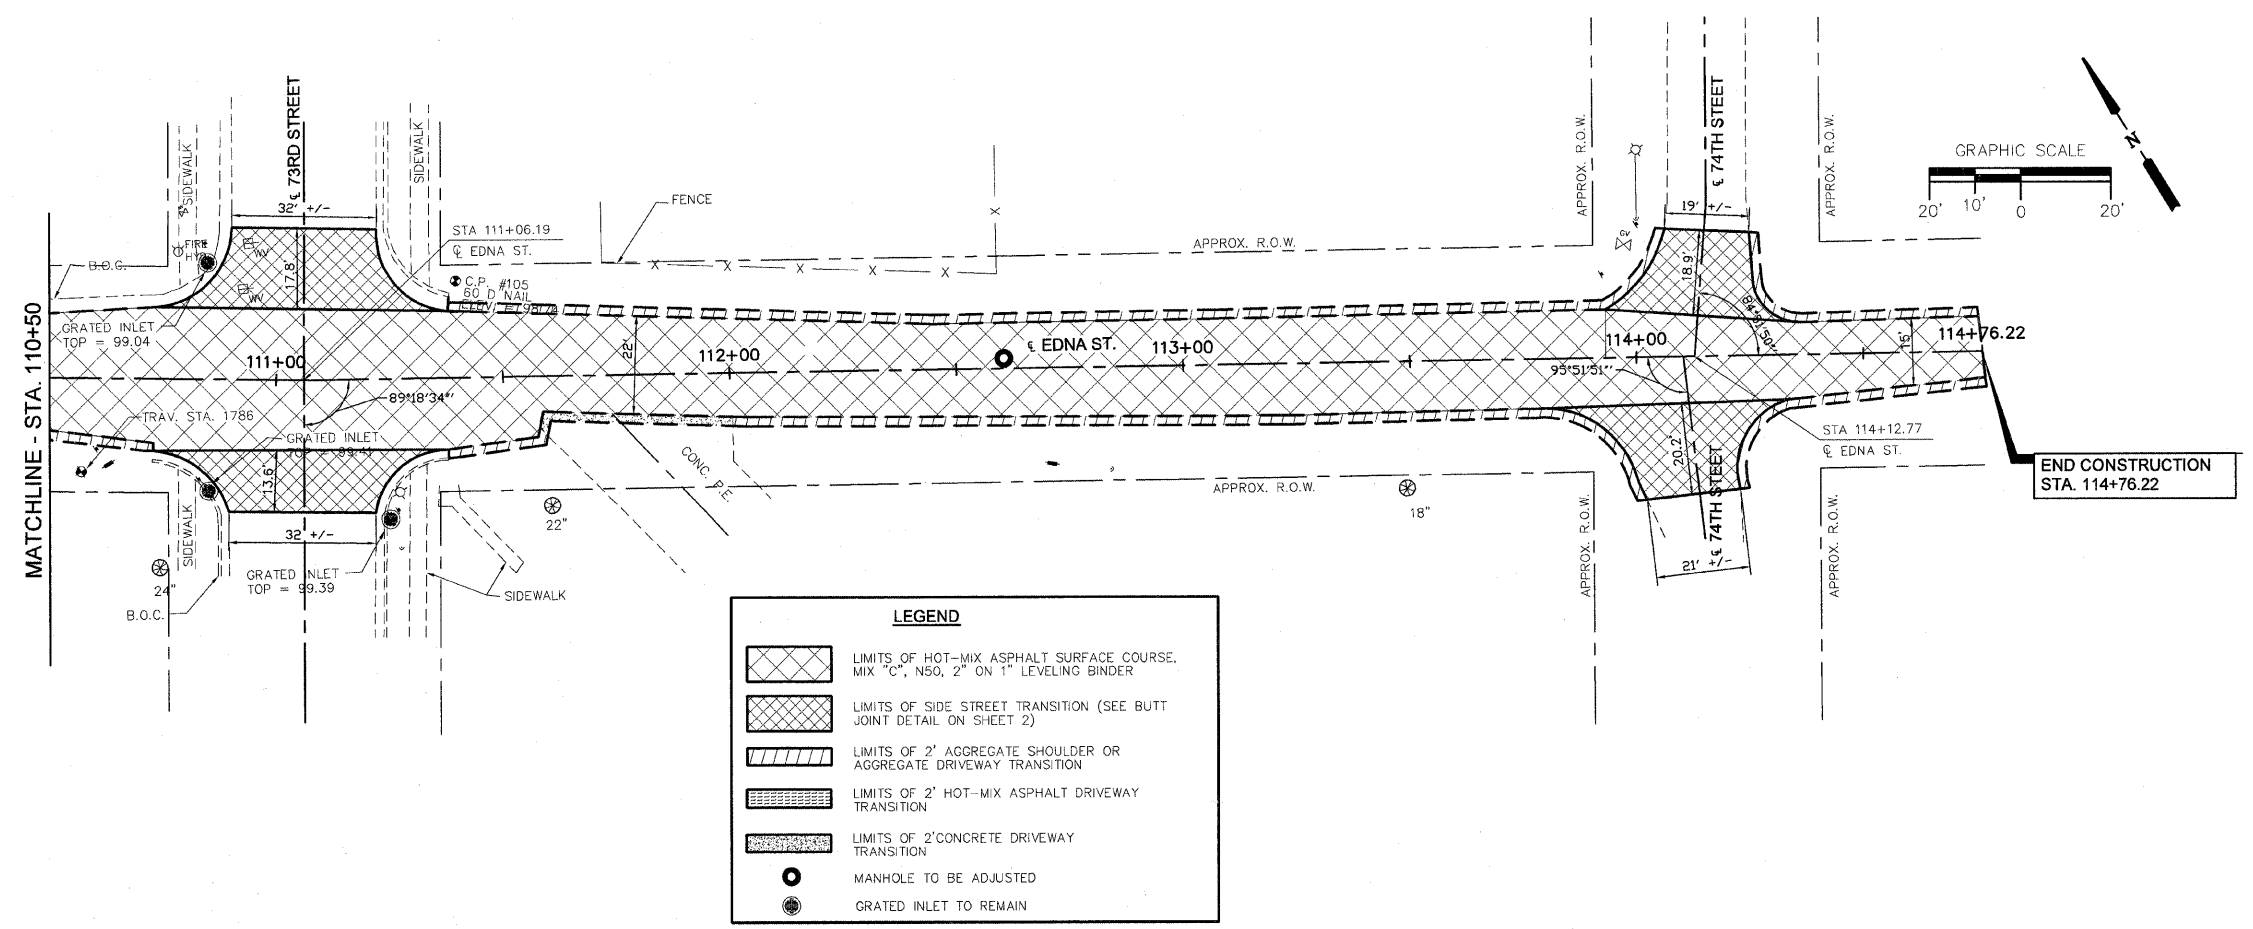 MATCHLINE - STA. 110+50
B.O.C.
SIDEWALK
FIRE
HYD
℄ 73RD STREET
32' +/-
WV
WV
17.8'
SIDEWALK
STA 111+06.19
℄ EDNA ST.
C.P. #105
60 D NAIL
GRATED INLET
TOP = 99.04
111+00
89°18'34"
TRAV. STA. 1786
GRATED INLET
TOP = 99.41
13.6'
32' +/-
SIDEWALK
24"
B.O.C.
GRATED INLET
TOP = 99.39
SIDEWALK
22"
CONC. P.E.
FENCE
X
X
X
X
X
X
22'
112+00
℄ EDNA ST.
113+00
APPROX. R.O.W.
APPROX. R.O.W.
18"
APPROX. R.O.W.
APPROX. R.O.W.
℄ 74TH STEET
19' +/-
18.9'
84°51'50"
114+00
95°51'51"
20.2'
℄ 74TH STEET
21' +/-
APPROX. R.O.W.
APPROX. R.O.W.
15'
114+76.22
STA 114+12.77
℄ EDNA ST.
END CONSTRUCTION
STA. 114+76.22
N
GRAPHIC SCALE
20' 10' 0 20'
LEGEND
LIMITS OF HOT-MIX ASPHALT SURFACE COURSE,
MIX "C", N50, 2" ON 1" LEVELING BINDER
LIMITS OF SIDE STREET TRANSITION (SEE BUTT
JOINT DETAIL ON SHEET 2)
LIMITS OF 2' AGGREGATE SHOULDER OR
AGGREGATE DRIVEWAY TRANSITION
LIMITS OF 2' HOT-MIX ASPHALT DRIVEWAY
TRANSITION
LIMITS OF 2'CONCRETE DRIVEWAY
TRANSITION
MANHOLE TO BE ADJUSTED
GRATED INLET TO REMAIN